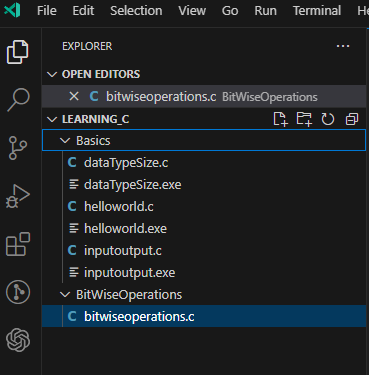 File Edit Selection View Go Run Terminal
EXPLORER
OPEN EDITORS
C bitwiseoperations.c BitWiseOperations
LEARNING_C
Basics
C dataTypeSize.c
dataTypeSize.exe
C helloworld.c
helloworld.exe
C inputoutput.c
inputoutput.exe
BitWiseOperations
C bitwiseoperations.c